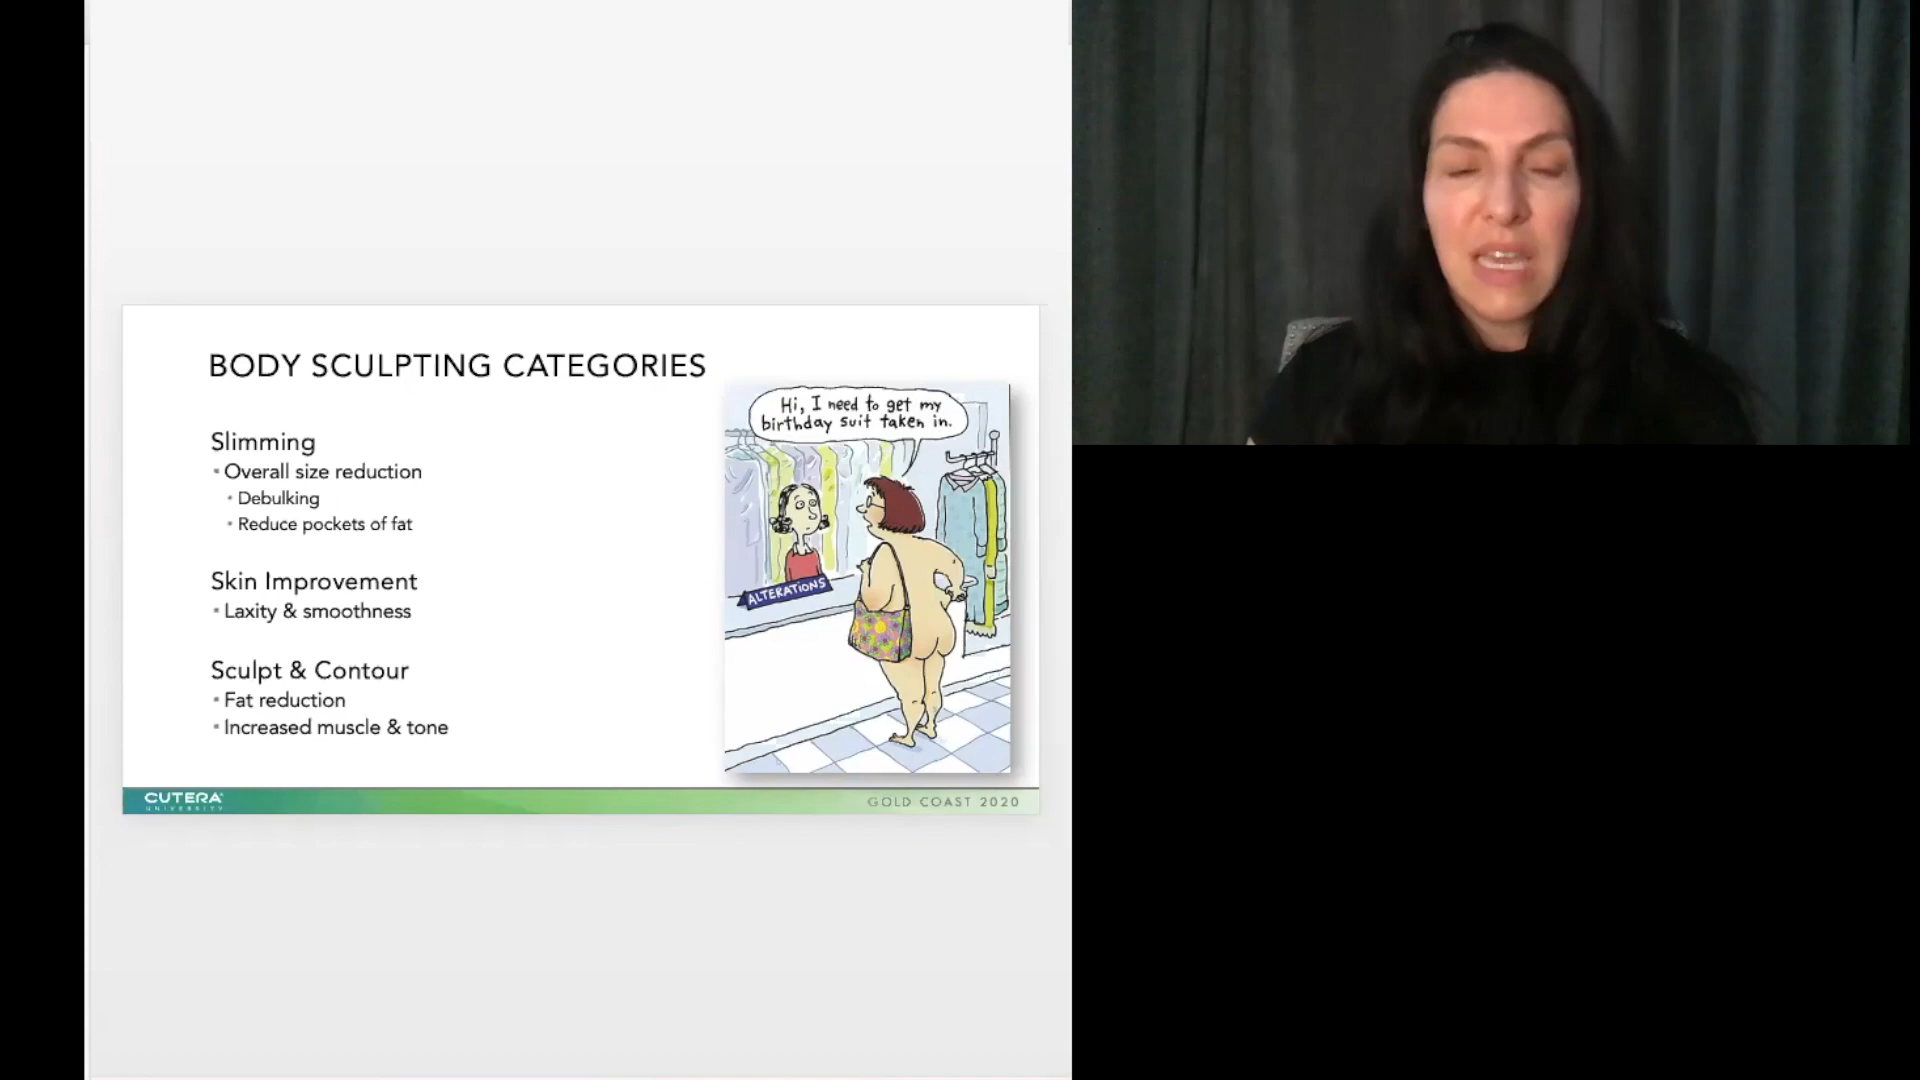 BODY SCULPTING CATEGORIES
Slimming
Overall size reduction
Debulking
Reduce pockets of fat
Skin Improvement
Laxity & smoothness
Sculpt & Contour
Fat reduction
Increased muscle & tone
Hi, I need to get my
birthday suit taken in.
ALTERATIONS
CUTERA
UNIVERSITY
GOLD COAST 2020